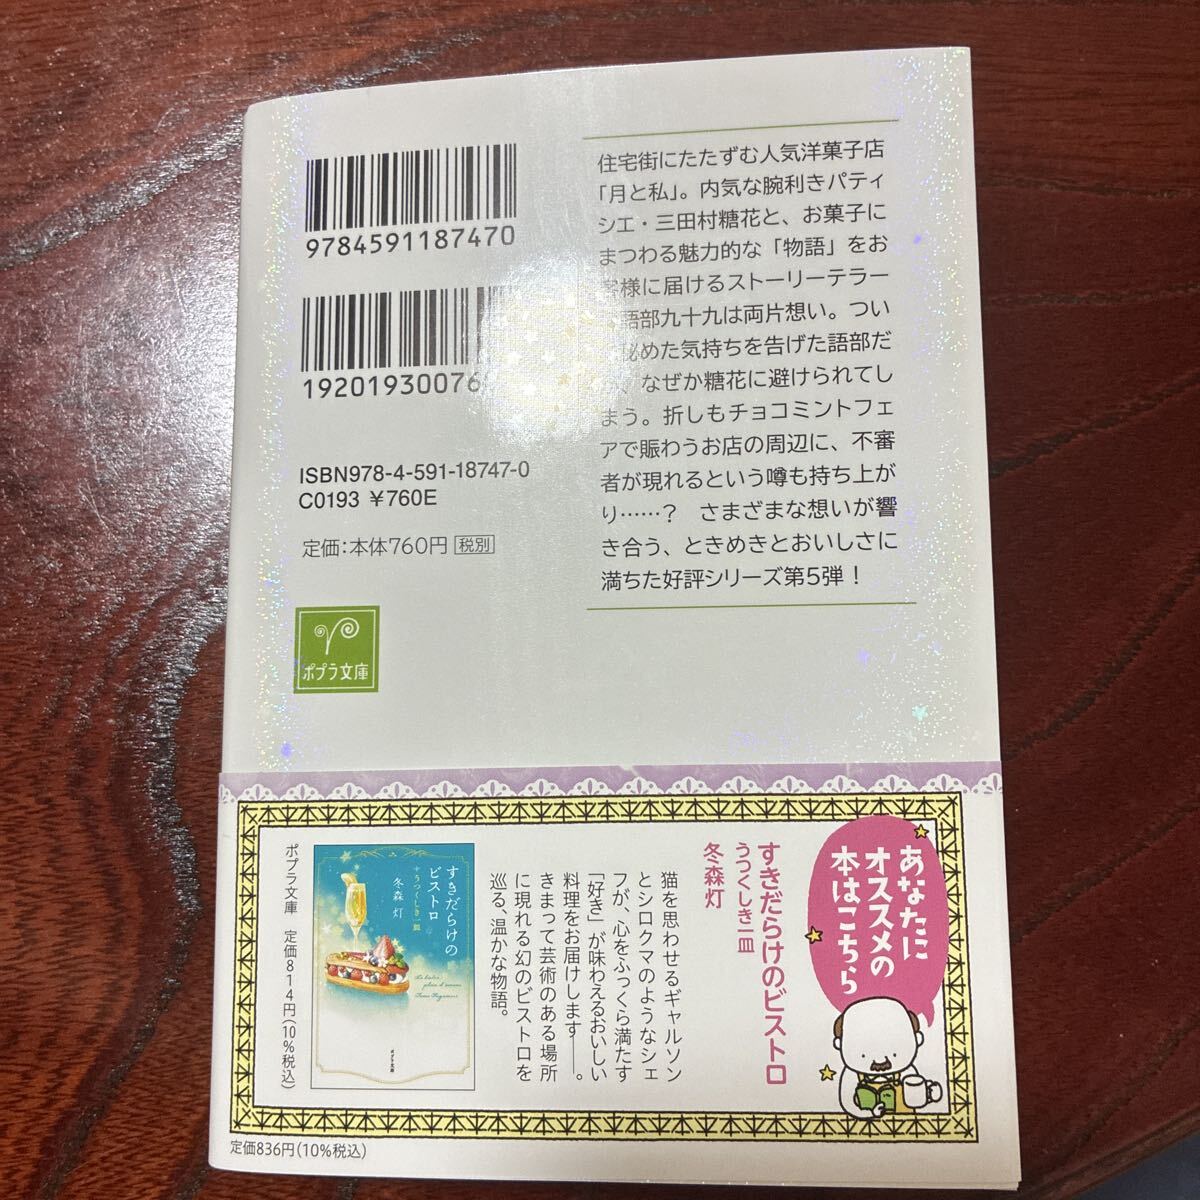 9784591187470
住宅街にたたずむ人気洋菓子店
「月と私」。内気な腕利きパティ
シエ・三田村糖花と、お菓子に
まつわる魅力的な「物語」をお
客様に届けるストーリーテラー
語部九十九は両片想い。つい
秘めた気持ちを告げた語部だ
、なぜか糖花に避けられてし
まう。折しもチョコミントフェ
アで賑わうお店の周辺に、不審
者が現れるという噂も持ち上が
り……？　さまざまな想いが響
き合う、ときめきとおいしさに
満ちた好評シリーズ第5弾！
19201930076
ISBN978-4-591-18747-0
C0193 ¥760E
定価:本体760円 税別
ポプラ文庫
あなたに
オススメの
本はこちら
すきだらけのビストロ
うつくしき一皿
冬森灯
猫を思わせるギャルソン
とシロクマのようなシェ
フが、心をふっくら満たす
「好き」が味わえるおいしい
料理をお届けします――。
きまって芸術のある場所
に現れる幻のビストロを
巡る、温かな物語。
すきだらけの
ビストロ
うつくしき一皿
冬森 灯
ポプラ文庫
ポプラ文庫　定価814円(10%税込)
定価836円(10%税込)